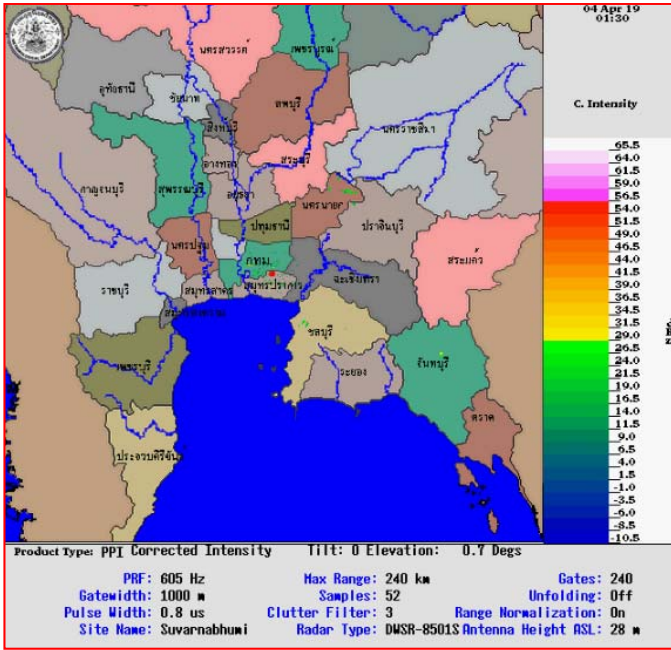 04 Apr 19
01:30
C. Intensity
เพชรบูรณ์
นครสวรรค์
อุทัยธานี
ชัยนาท
ลพบุรี
สิงห์บุรี
นครราชสีมา
อ่างทอง
สระบุรี
กาญจนบุรี
สุพรรณบุรี
อยุธยา
นครนายก
ปราจีนบุรี
ปทุมธานี
นครปฐม
กทม.
สระแก้ว
ราชบุรี
สมุทรสาคร
สมุทรปราการ
ฉะเชิงเทรา
ชลบุรี
เพชรบุรี
ระยอง
จันทบุรี
ตราด
ประจวบคีรีขันธ์
65.5
64.0
61.5
59.0
56.5
54.0
51.5
49.0
46.5
44.0
41.5
39.0
36.5
34.0
31.5
29.0
26.5
24.0
21.5
19.0
16.5
14.0
11.5
9.0
6.5
4.0
1.5
-1.0
-3.5
-6.0
-8.5
-10.5
Product Type: PPI Corrected Intensity Tilt: 0 Elevation: 0.7 Degs
PRF: 605 Hz Max Range: 240 km Gates: 240
Gatewidth: 1000 m Samples: 52 Unfolding: Off
Pulse Width: 0.8 us Clutter Filter: 3 Range Normalization: On
Site Name: Suvarnabhumi Radar Type: DWSR-8501S Antenna Height ASL: 28 m